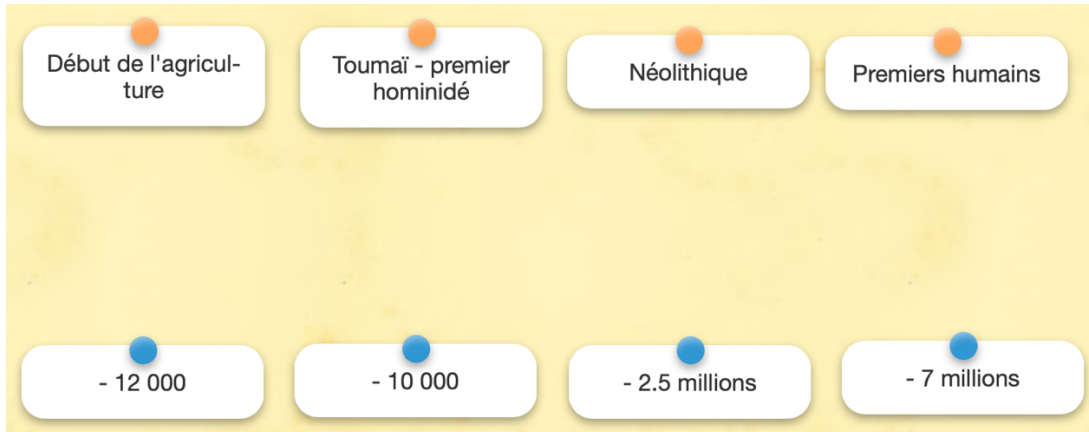 Début de l'agricul-
ture
Toumaï - premier
hominidé
Néolithique
Premiers humains
- 12 000
- 10 000
- 2.5 millions
- 7 millions